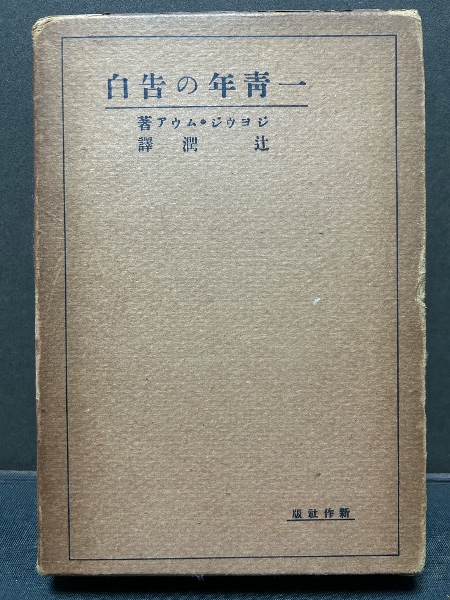 一青年の告白
ジヨウジ・ムウア著
辻潤譯
新作社版